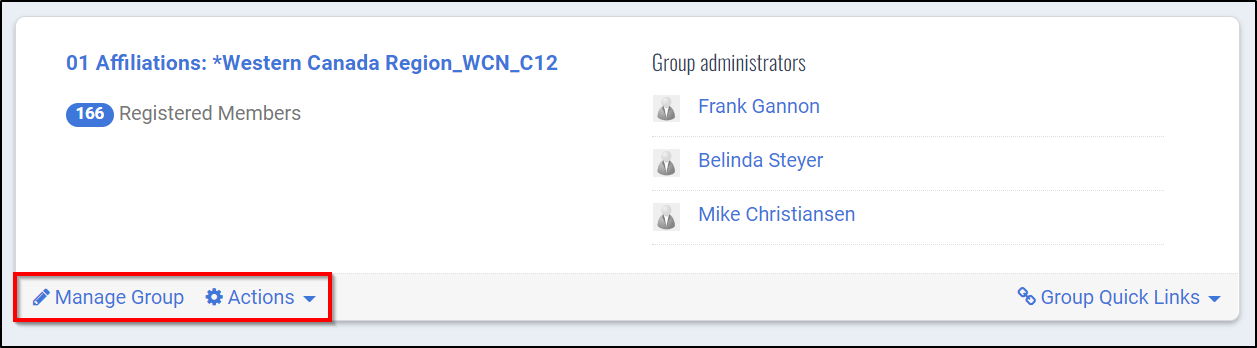 01 Affiliations: *Western Canada Region_WCN_C12
166 Registered Members
Group administrators
Frank Gannon
Belinda Steyer
Mike Christiansen
Manage Group Actions
Group Quick Links